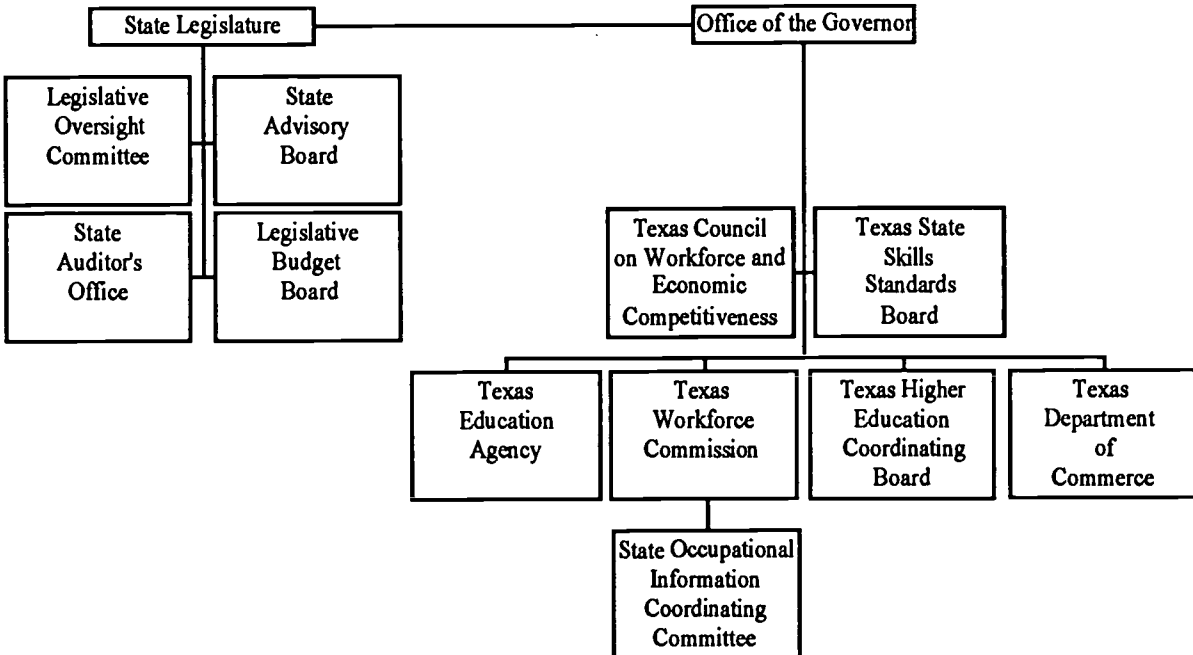 State Legislature
Office of the Governor
Legislative
Oversight
Committee
State
Advisory
Board
State
Auditor's
Office
Legislative
Budget
Board
Texas Council
on Workforce and
Economic
Competitiveness
Texas State
Skills
Standards
Board
Texas
Education
Agency
Texas
Workforce
Commission
Texas Higher
Education
Coordinating
Board
Texas
Department
of
Commerce
State Occupational
Information
Coordinating
Committee